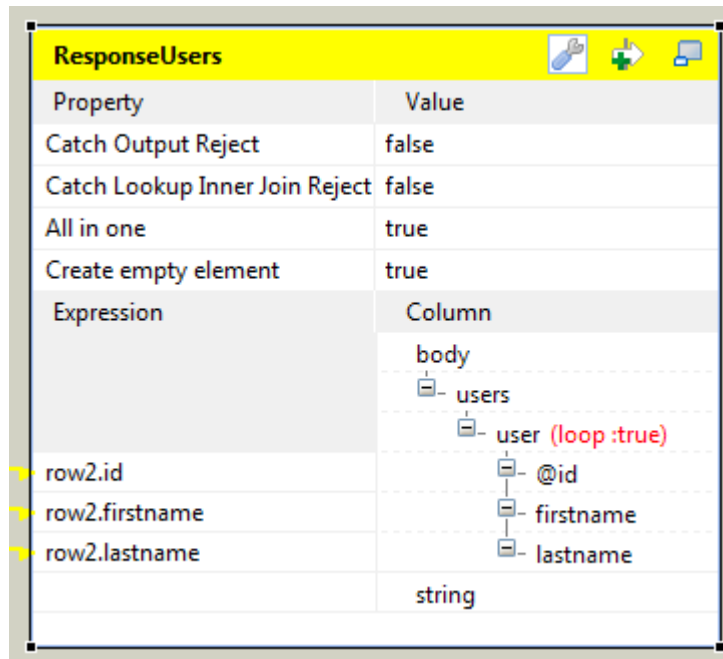 ResponseUsers
Property Value
Catch Output Reject false
Catch Lookup Inner Join Reject false
All in one true
Create empty element true
Expression Column
body
users
user (loop :true)
row2.id @id
row2.firstname firstname
row2.lastname lastname
string